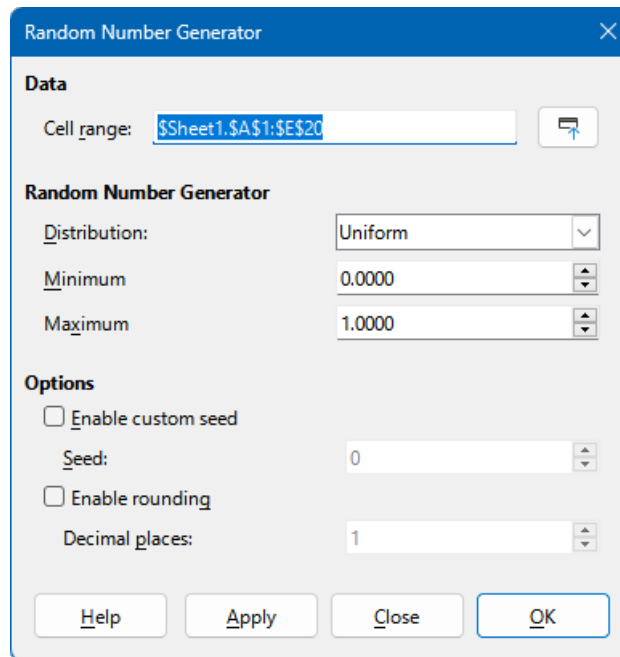 Random Number Generator
Data
Cell range: $Sheet1.$A$1:$E$20
Random Number Generator
Distribution: Uniform
Minimum 0.0000
Maximum 1.0000
Options
Enable custom seed
Seed: 0
Enable rounding
Decimal places: 1
Help Apply Close OK